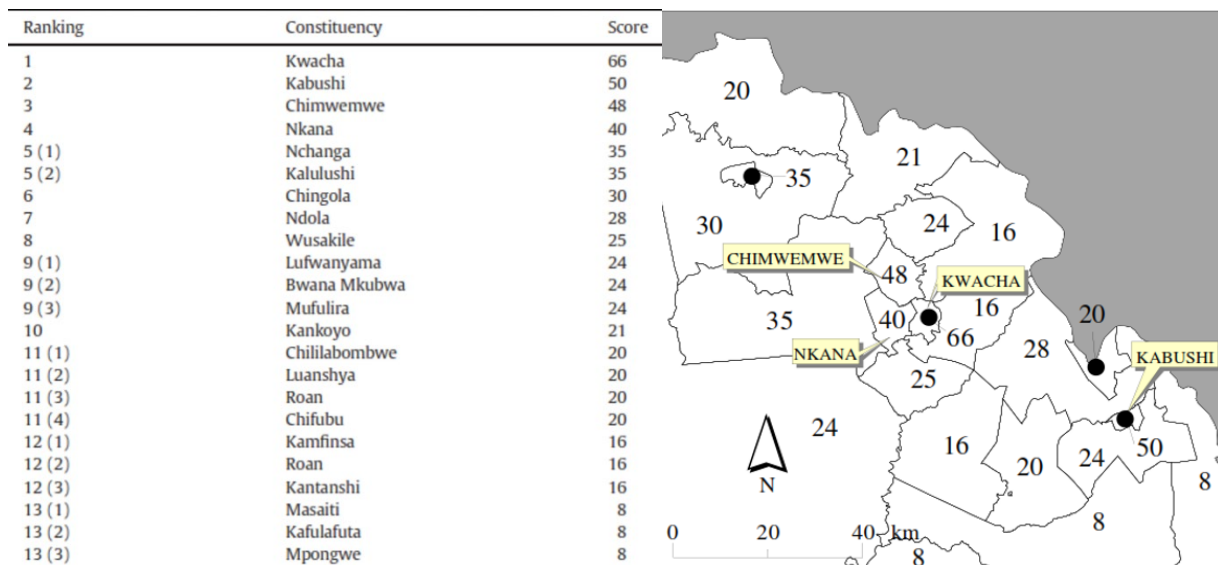 Ranking Constituency Score
1 Kwacha 66
2 Kabushi 50
3 Chimwemwe 48
4 Nkana 40
5 (1) Nchanga 35
5 (2) Kalulushi 35
6 Chingola 30
7 Ndola 28
8 Wusakile 25
9 (1) Lufwanyama 24
9 (2) Bwana Mkubwa 24
9 (3) Mufulira 24
10 Kankoyo 21
11 (1) Chililabombwe 20
11 (2) Luanshya 20
11 (3) Roan 20
11 (4) Chifubu 20
12 (1) Kamfinsa 16
12 (2) Roan 16
12 (3) Kantanshi 16
13 (1) Masaiti 8
13 (2) Kafulafuta 8
13 (3) Mpongwe 8
20
21
35
30
24
16
CHIMWEMWE
48
KWACHA
35
40
16
20
66
28
NKANA
KABUSHI
25
24
16
20
24
50
8
N
8
0 20 40 km
8